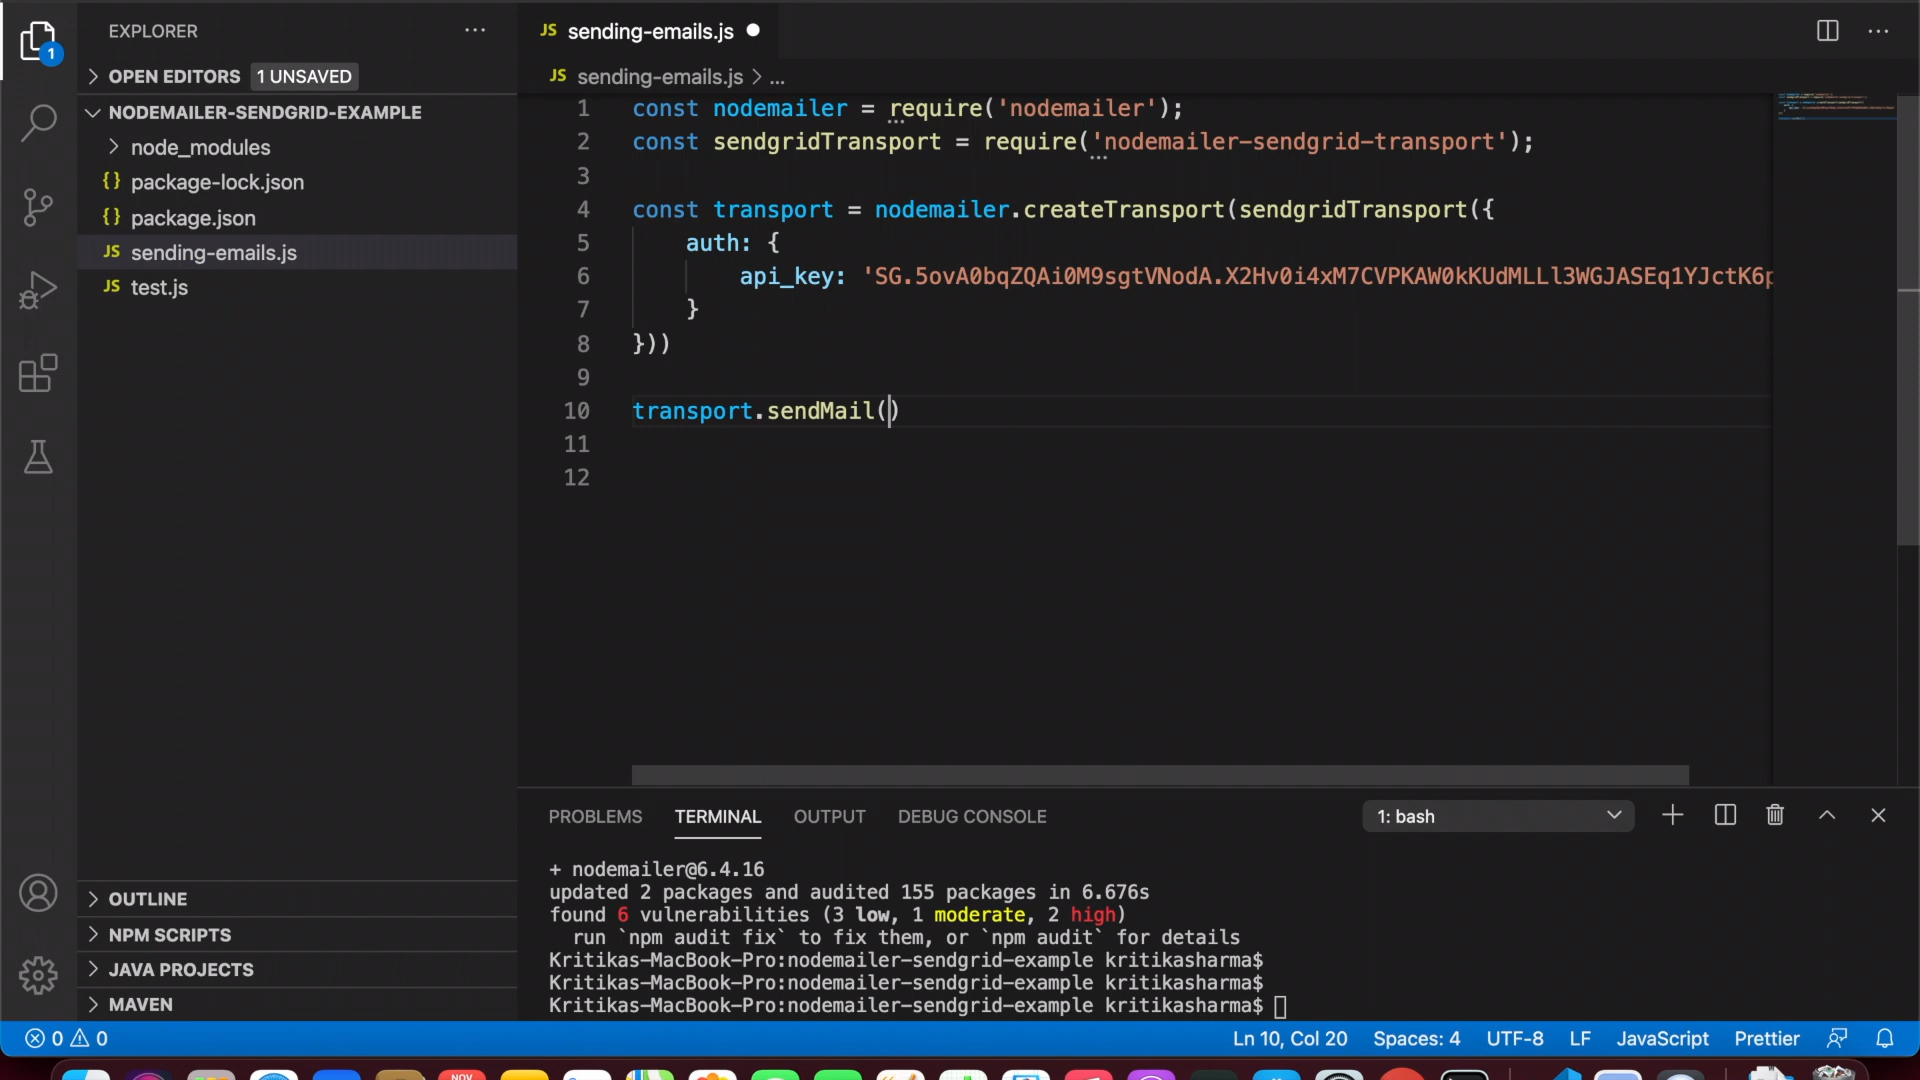 EXPLORER
OPEN EDITORS 1 UNSAVED
NODEMAILER-SENDGRID-EXAMPLE
node_modules
{} package-lock.json
{} package.json
JS sending-emails.js
JS test.js
OUTLINE
NPM SCRIPTS
JAVA PROJECTS
MAVEN
1
JS sending-emails.js
JS sending-emails.js > ...
1 const nodemailer = require('nodemailer');
2 const sendgridTransport = require('nodemailer-sendgrid-transport');
3
4 const transport = nodemailer.createTransport(sendgridTransport({
5 auth: {
6 api_key: 'SG.5ovA0bqZQAi0M9sgtVNodA.X2Hv0i4xM7CVPKAW0kKUdMLLl3WGJASEq1YJctK6p
7 }
8 }))
9
10 transport.sendMail()
11
12
PROBLEMS TERMINAL OUTPUT DEBUG CONSOLE 1: bash
+ nodemailer@6.4.16
updated 2 packages and audited 155 packages in 6.676s
found 6 vulnerabilities (3 low, 1 moderate, 2 high)
run `npm audit fix` to fix them, or `npm audit` for details
Kritikas-MacBook-Pro:nodemailer-sendgrid-example kritikasharma$
Kritikas-MacBook-Pro:nodemailer-sendgrid-example kritikasharma$
Kritikas-MacBook-Pro:nodemailer-sendgrid-example kritikasharma$
0 0 Ln 10, Col 20 Spaces: 4 UTF-8 LF JavaScript Prettier
NOV